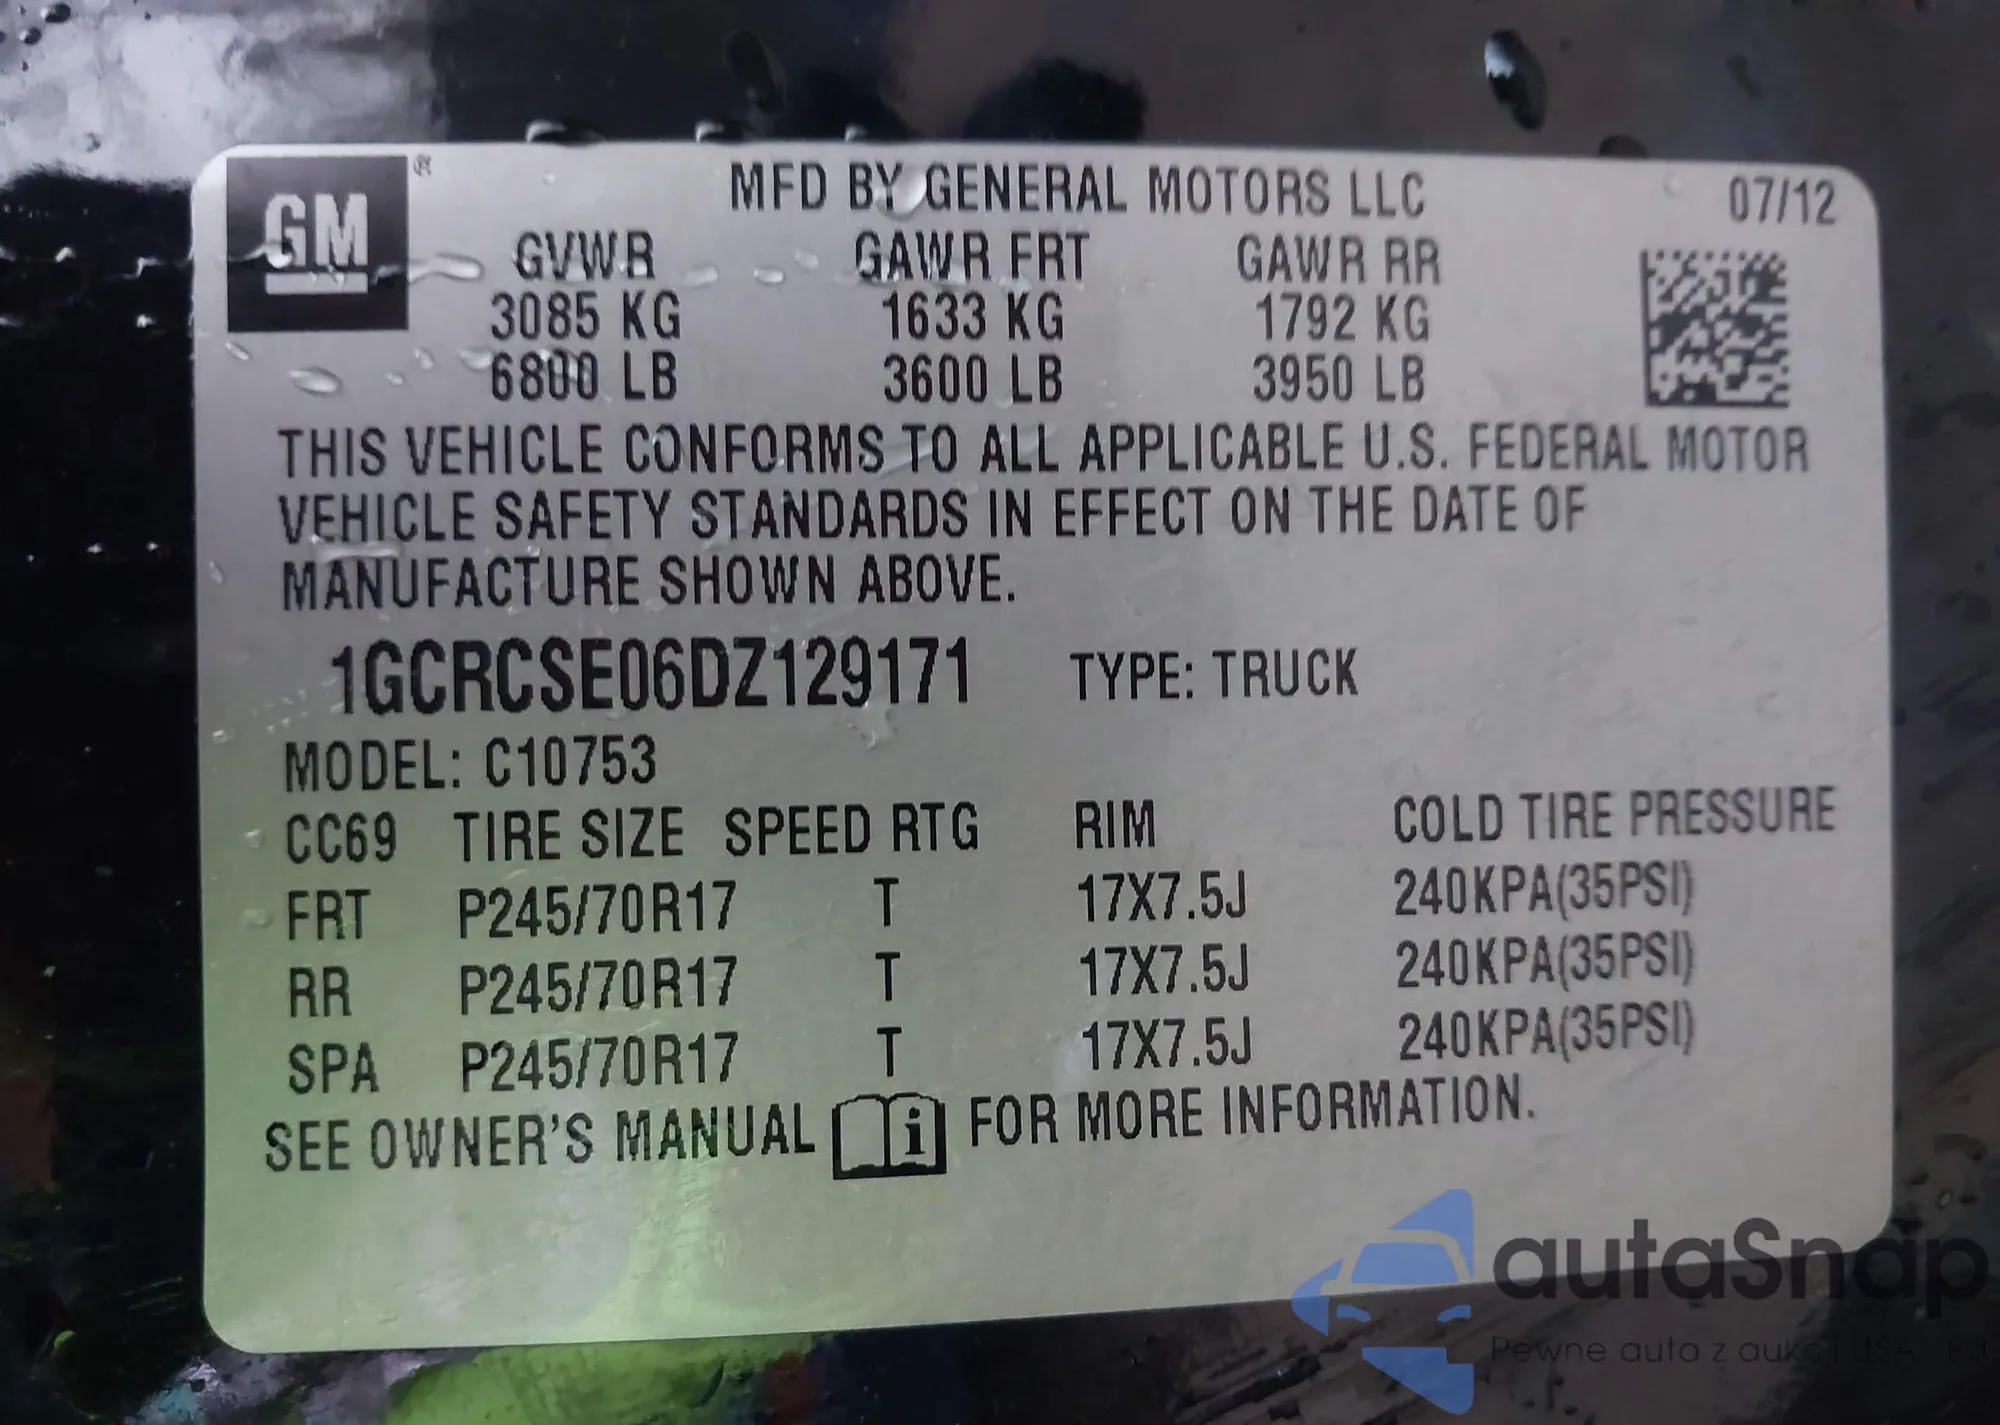 GM ®
MFD BY GENERAL MOTORS LLC 07/12
GVWR GAWR FRT GAWR RR
3085 KG 1633 KG 1792 KG
6800 LB 3600 LB 3950 LB
THIS VEHICLE CONFORMS TO ALL APPLICABLE U.S. FEDERAL MOTOR
VEHICLE SAFETY STANDARDS IN EFFECT ON THE DATE OF
MANUFACTURE SHOWN ABOVE.
1GCRCSE06DZ129171 TYPE: TRUCK
MODEL: C10753
CC69 TIRE SIZE SPEED RTG RIM COLD TIRE PRESSURE
FRT P245/70R17 T 17X7.5J 240KPA(35PSI)
RR P245/70R17 T 17X7.5J 240KPA(35PSI)
SPA P245/70R17 T 17X7.5J 240KPA(35PSI)
SEE OWNER'S MANUAL i FOR MORE INFORMATION.
autaSnap
Pewne auta z aukcji USA